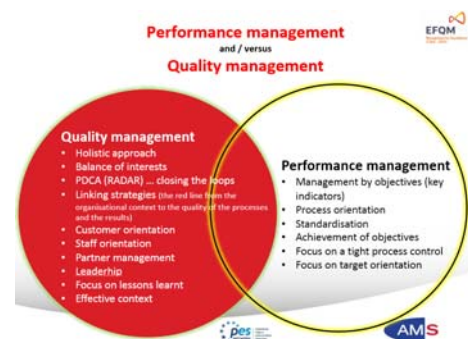 Performance management
and / versus
Quality management
EFQM
Quality management
• Holistic approach
• Balance of interests
• PDCA (RADAR) ... closing the loops
• Linking strategies (the red line from
the organisational context to the quality of the processes
and the results)
• Customer orientation
• Staff orientation
• Partner management
• Leaderhip
• Focus on lessons learnt
• Effective context
Performance management
• Management by objectives (key
indicators)
• Process orientation
• Standardisation
• Achievement of objectives
• Focus on a tight process control
• Focus on target orientation
pes
AMS